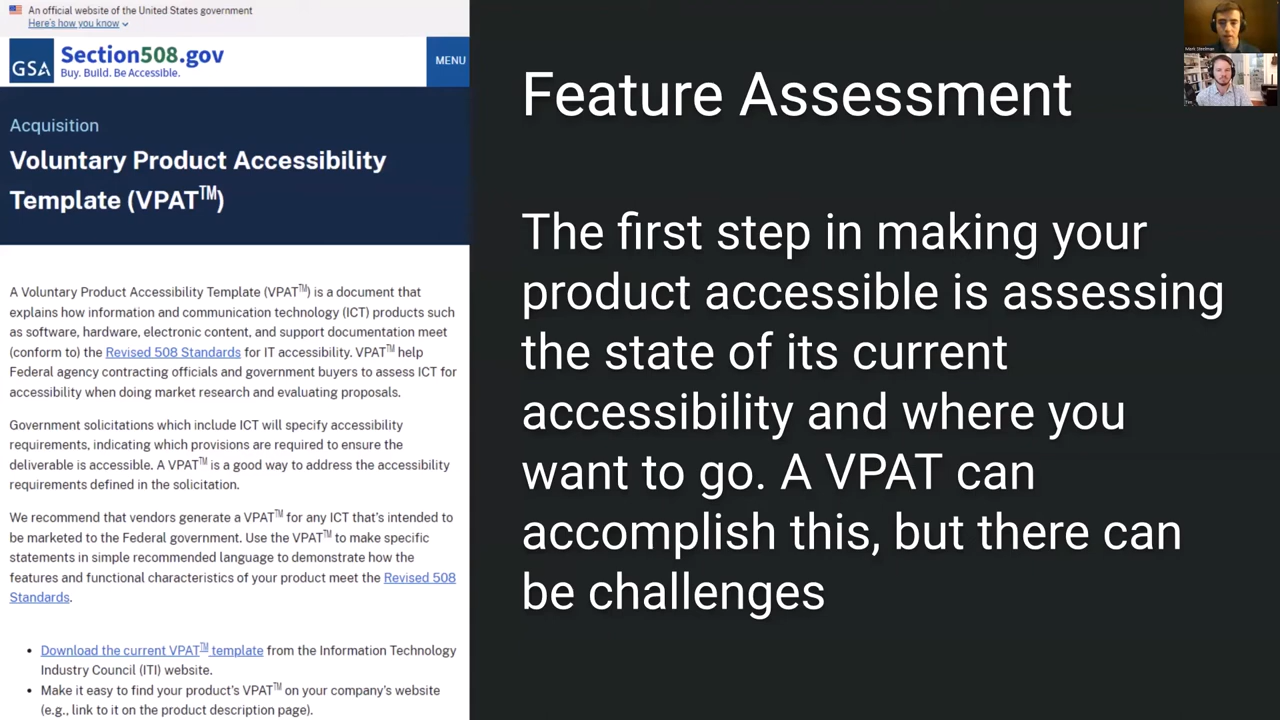 An official website of the United States government
Here's how you know
GSA
Section508.gov
Buy. Build. Be Accessible.
MENU
Acquisition
Voluntary Product Accessibility
Template (VPAT™)
A Voluntary Product Accessibility Template (VPAT™) is a document that
explains how information and communication technology (ICT) products such
as software, hardware, electronic content, and support documentation meet
(conform to) the Revised 508 Standards for IT accessibility. VPAT™ help
Federal agency contracting officials and government buyers to assess ICT for
accessibility when doing market research and evaluating proposals.
Government solicitations which include ICT will specify accessibility
requirements, indicating which provisions are required to ensure the
deliverable is accessible. A VPAT™ is a good way to address the accessibility
requirements defined in the solicitation.
We recommend that vendors generate a VPAT™ for any ICT that's intended to
be marketed to the Federal government. Use the VPAT™ to make specific
statements in simple recommended language to demonstrate how the
features and functional characteristics of your product meet the Revised 508
Standards.
• Download the current VPAT™ template from the Information Technology
Industry Council (ITI) website.
• Make it easy to find your product's VPAT™ on your company's website
(e.g., link to it on the product description page).
Feature Assessment
The first step in making your
product accessible is assessing
the state of its current
accessibility and where you
want to go. A VPAT can
accomplish this, but there can
be challenges
Mark Steelman